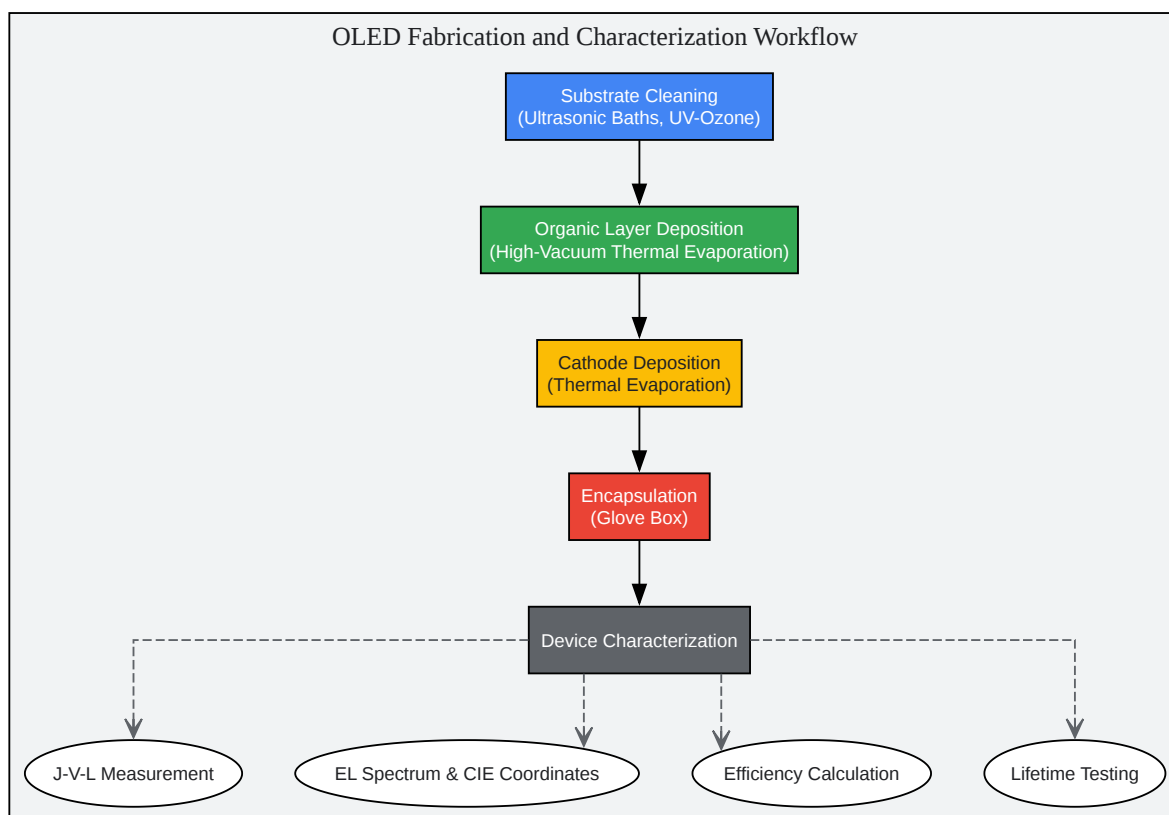 OLED Fabrication and Characterization Workflow
Substrate Cleaning
(Ultrasonic Baths, UV-Ozone)
Organic Layer Deposition
(High-Vacuum Thermal Evaporation)
Cathode Deposition
(Thermal Evaporation)
Encapsulation
(Glove Box)
Device Characterization
J-V-L Measurement
EL Spectrum & CIE Coordinates
Efficiency Calculation
Lifetime Testing